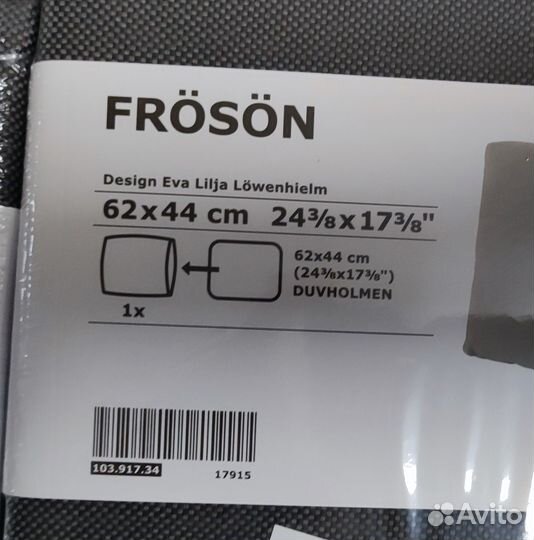 FRÖSÖN
Design Eva Lilja Löwenhielm
62x44 cm 24⅜x17⅜"
62x44 cm
(24⅜x17⅜")
DUVHOLMEN
1x
103.917.34
17915
Avito